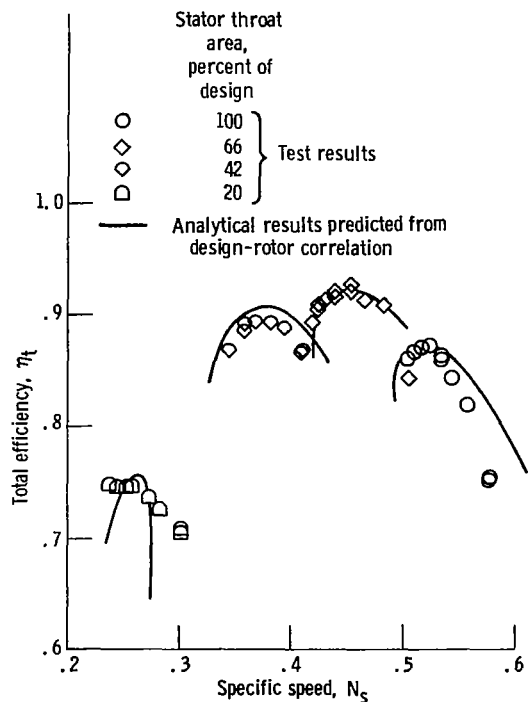 Stator throat
area,
percent of
design
100
66
42
20
Test results
Analytical results predicted from
design-rotor correlation
1.0
.9
.8
.7
.6
Total efficiency, ηt
.2
.3
.4
.5
.6
Specific speed, Ns